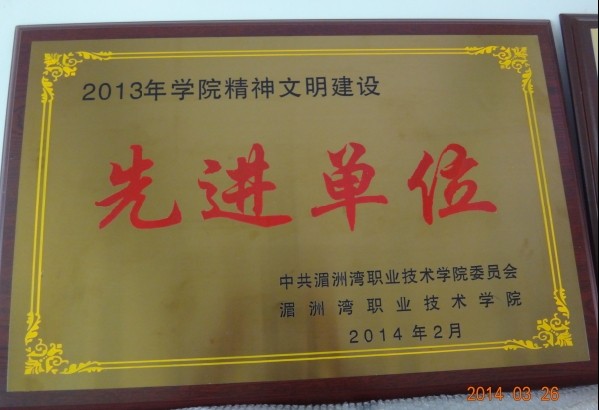 2013年学院精神文明建设
先进单位
中共湄洲湾职业技术学院委员会
湄洲湾职业技术学院
2014年2月
2014 03 26